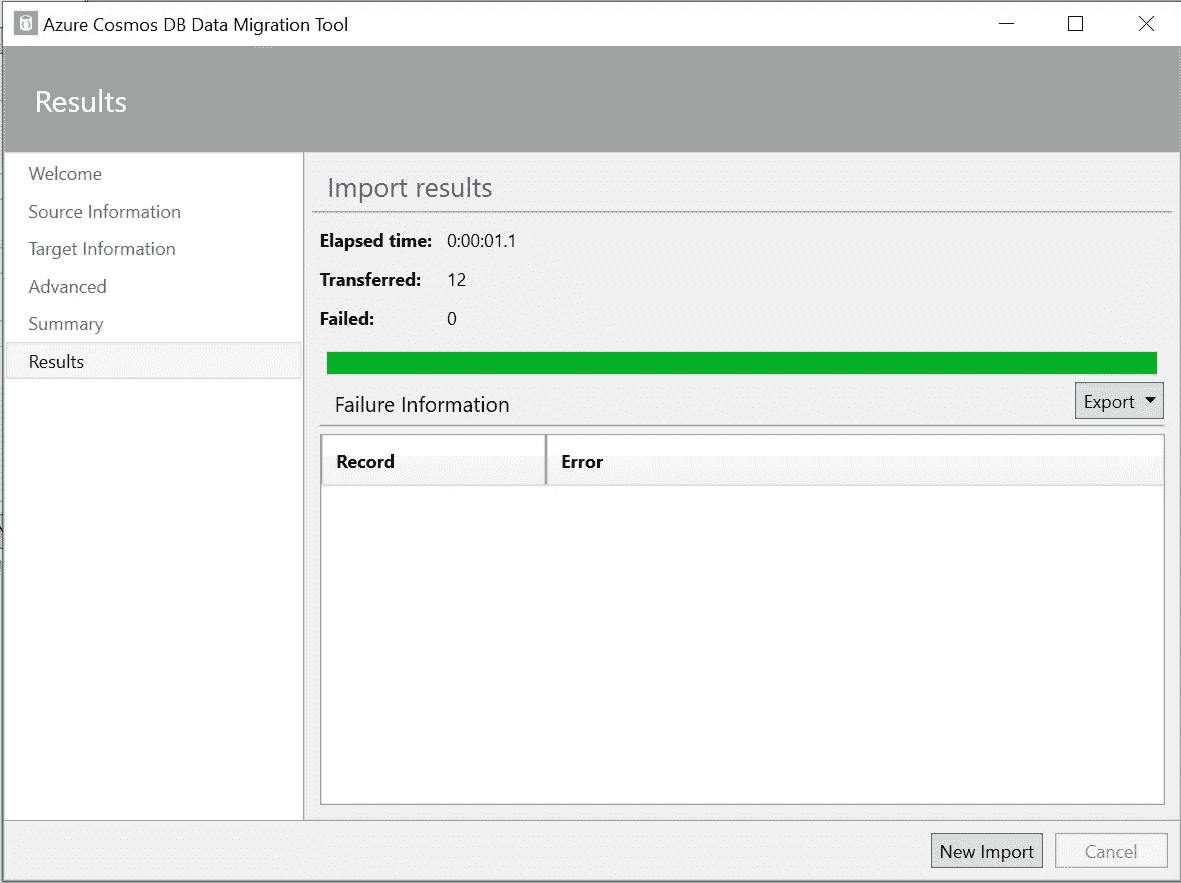 Azure Cosmos DB Data Migration Tool
Results
Welcome
Source Information
Target Information
Advanced
Summary
Results
Import results
Elapsed time: 0:00:01.1
Transferred: 12
Failed: 0
Failure Information
Export
Record Error
New Import Cancel